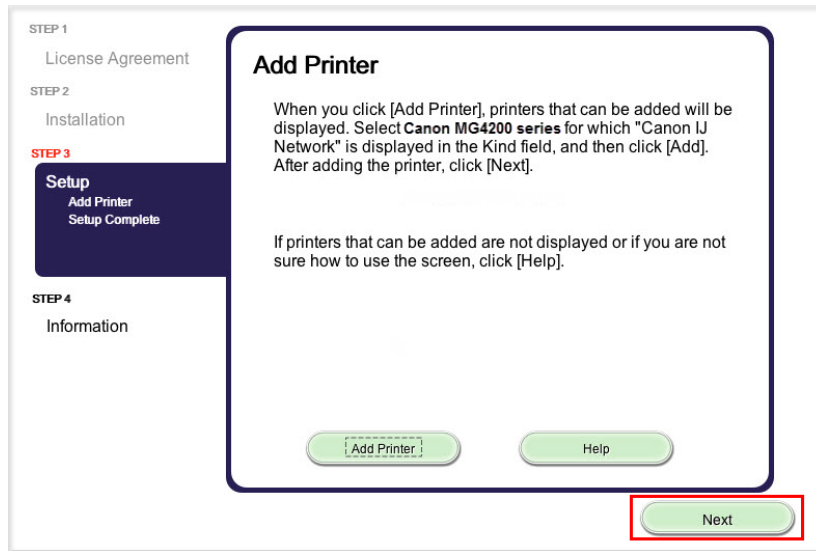 STEP 1
License Agreement
STEP 2
Installation
STEP 3
Setup
Add Printer
Setup Complete
STEP 4
Information
Add Printer
When you click [Add Printer], printers that can be added will be
displayed. Select Canon MG4200 series for which "Canon IJ
Network" is displayed in the Kind field, and then click [Add].
After adding the printer, click [Next].
If printers that can be added are not displayed or if you are not
sure how to use the screen, click [Help].
Add Printer
Help
Next